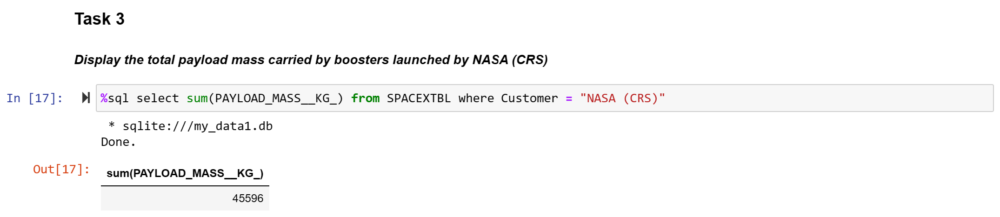 Task 3
Display the total payload mass carried by boosters launched by NASA (CRS)
In [17]: %sql select sum(PAYLOAD_MASS__KG_) from SPACEXTBL where Customer = "NASA (CRS)"
* sqlite:///my_data1.db
Done.
Out[17]:
sum(PAYLOAD_MASS__KG_)
45596